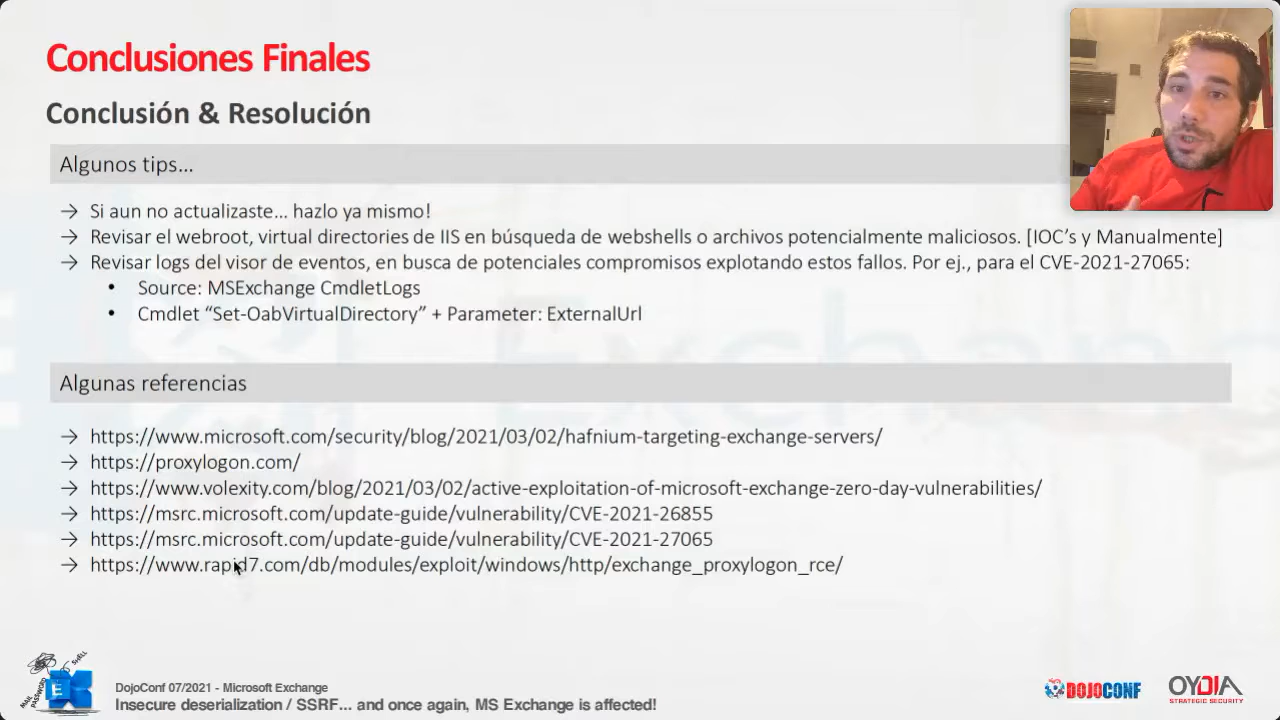 Conclusiones Finales
Conclusión & Resolución
Algunos tips...
→ Si aun no actualizaste... hazlo ya mismo!
→ Revisar el webroot, virtual directories de IIS en búsqueda de webshells o archivos potencialmente maliciosos. [IOC's y Manualmente]
→ Revisar logs del visor de eventos, en busca de potenciales compromisos explotando estos fallos. Por ej., para el CVE-2021-27065:
• Source: MSExchange CmdletLogs
• Cmdlet “Set-OabVirtualDirectory” + Parameter: ExternalUrl
Algunas referencias
→ https://www.microsoft.com/security/blog/2021/03/02/hafnium-targeting-exchange-servers/
→ https://proxylogon.com/
→ https://www.volexity.com/blog/2021/03/02/active-exploitation-of-microsoft-exchange-zero-day-vulnerabilities/
→ https://msrc.microsoft.com/update-guide/vulnerability/CVE-2021-26855
→ https://msrc.microsoft.com/update-guide/vulnerability/CVE-2021-27065
→ https://www.rapid7.com/db/modules/exploit/windows/http/exchange_proxylogon_rce/
Exchang
SHELL
MAIL
PASSWORD
E
DojoConf 07/2021 - Microsoft Exchange
Insecure deserialization / SSRF... and once again, MS Exchange is affected!
DOJOCONF
OYDIA
STRATEGIC SECURITY